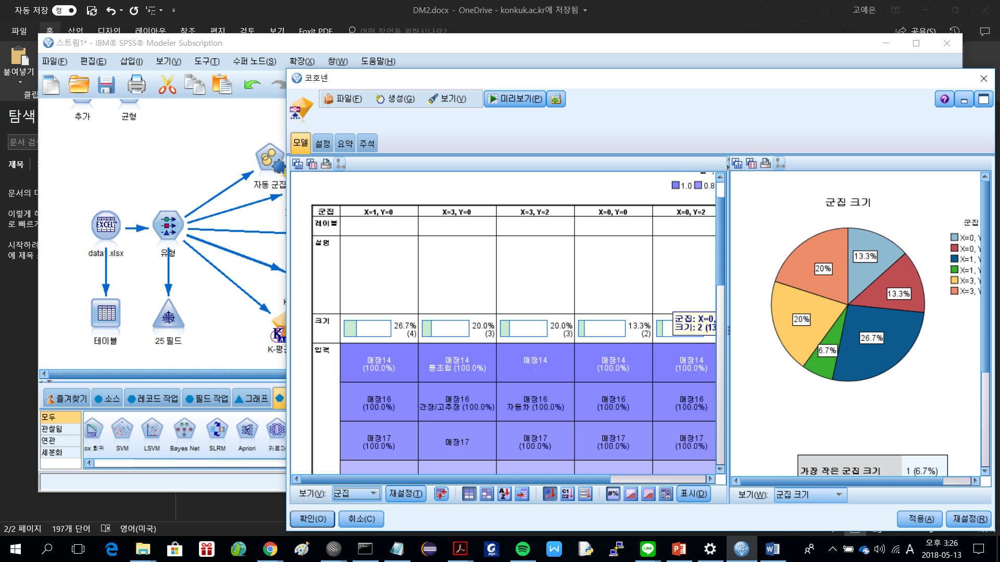 자동 저장 켬
DM2.docx - OneDrive - konkuk.ac.kr에 저장됨
고예은
파일 홈 삽입 디자인 레이아웃 참조 편지 검토 보기 Foxit PDF 어떤 작업을 원하시나요? 공유(S)
붙여넣기
클립
탐색
문서 검색
제목
문서의
이렇게
로 빠르게
시작하려
에 제목
스트림1* - IBM® SPSS® Modeler Subscription
파일(F) 편집(E) 삽입(I) 보기(V) 도구(T) 수퍼 노드(S) 확장(X) 창(W) 도움말(H)
추가 균형
자동 군집
EXCEL
data1.xlsx
유형
테이블
25 필드
K-평균
즐겨찾기 소스 레코드 작업 필드 작업 그래프
모두
관찰됨
연관
세분화
ox 회귀 SVM LSVM Bayes Net SLRM Apriori 카르마
코호넨
파일(F) 생성(G) 보기(V) 미리보기(P)
모델 설정 요약 주석
1.0 0.8
군집 X=1, Y=0 X=3, Y=0 X=3, Y=2 X=0, Y=0 X=0, Y=2
레이블
설명
크기 26.7% (4) 20.0% (3) 20.0% (3) 13.3% (2)
군집: X=0,
크기: 2 (13
입력
매장14 (100.0%) 매장14 통조림 (100.0%) 매장14 . 매장14 (100.0%) 매장14 (100.0%)
매장16 (100.0%) 매장16 간장/고추장 (100.0%) 매장16 자동차 (100.0%) 매장16 (100.0%) 매장16 (100.0%)
매장17 (100.0%) 매장17 매장17 (100.0%) 매장17 (100.0%) 매장17 (100.0%)
보기(V): 군집 재설정(T) #% 표시(D)
확인(O) 취소(C)
군집 크기
군집
X=0, Y
X=0, Y
X=1, Y
X=1, Y
X=3, Y
X=3, Y
13.3%
13.3%
26.7%
6.7%
20%
20%
가장 작은 군집 크기 1 (6.7%)
보기(W): 군집 크기
적용(A) 재설정(R)
2/2 페이지 197개 단어 영어(미국)
A
오후 3:26
2018-05-13